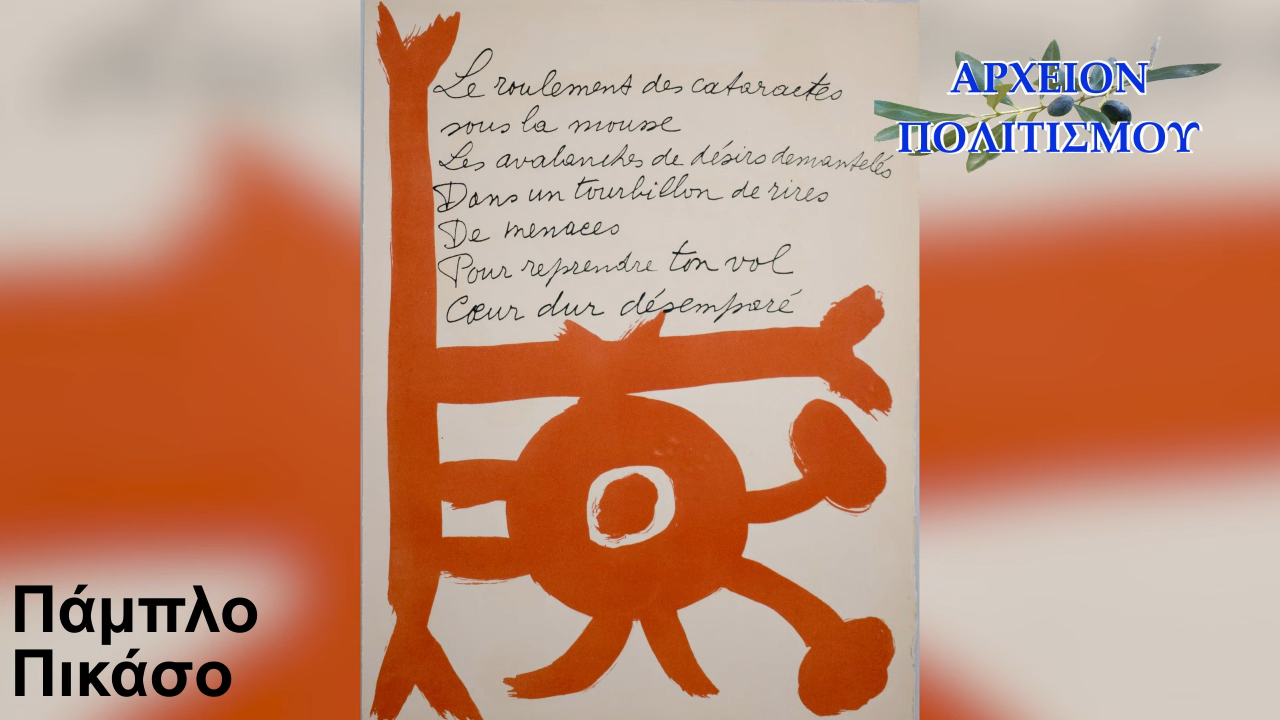 Le roulement des cataractes
sous la mousse
Les avalanches de désirs demantelés
Dans un tourbillon de rires
De menaces
Pour reprendre ton vol
Cœur dur désemparé
ΑΡΧΕΙΟΝ
ΠΟΛΙΤΙΣΜΟΥ
Πάμπλο
Πικάσο